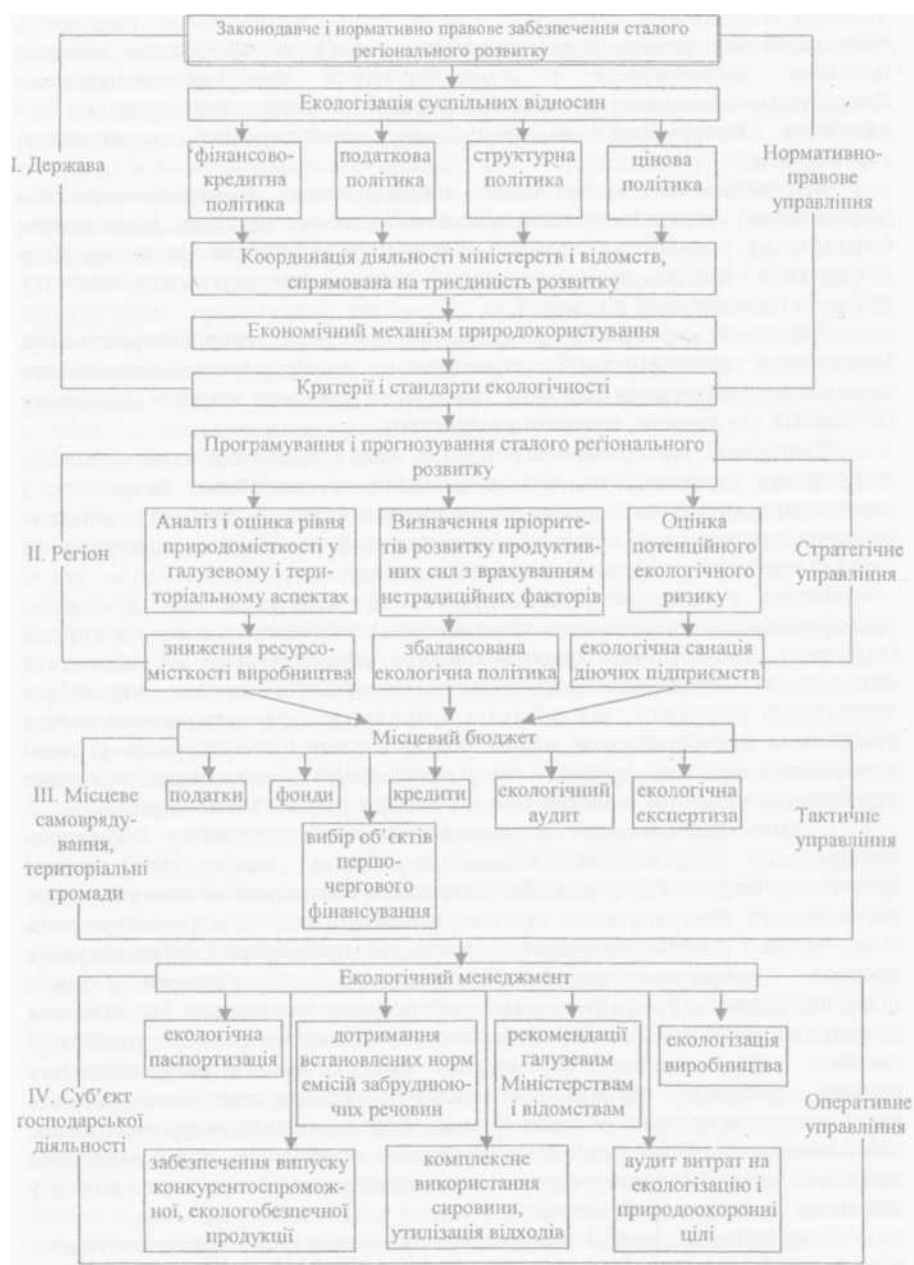 Законодавче і нормативно правове забезпечення сталого
регіонального розвитку
Екологізація суспільних відносин
І. Держава
фінансово-
кредитна
політика
податкова
політика
структурна
політика
цінова
політика
Нормативно-
правове
управління
Координація діяльності міністерств і відомств,
спрямована на триєдиність розвитку
Економічний механізм природокористування
Критерії і стандарти екологічності
Програмування і прогнозування сталого регіонального
розвитку
ІІ. Регіон
Аналіз і оцінка рівня
природомісткості у
галузевому і тери-
торіальному аспектах
Визначення пріорите-
тів розвитку продуктив-
них сил з врахуванням
нетрадиційних факторів
Оцінка
потенційного
екологічного
ризику
Стратегічне
управління
зниження ресурсо-
місткості виробництва
збалансована
екологічна політика
екологічна санація
діючих підприємств
Місцевий бюджет
ІІІ. Місцеве
самовряду-
вання,
територіальні
громади
податки
фонди
кредити
екологічний
аудит
екологічна
експертиза
вибір об'єктів
першо-
чергового
фінансування
Тактичне
управління
Екологічний менеджмент
IV. Суб'єкт
господарської
діяльності
екологічна
паспортизація
дотримання
встановлених норм
емісій забруднюю-
чих речовин
рекомендації
галузевим
Міністерствам
і відомствам
екологізація
виробництва
Оперативне
управління
забезпечення випуску
конкурентоспромож-
ної, екологобезпечної
продукції
комплексне
використання
сировини,
утилізація відходів
аудит витрат на
екологізацію і
природоохоронні
цілі